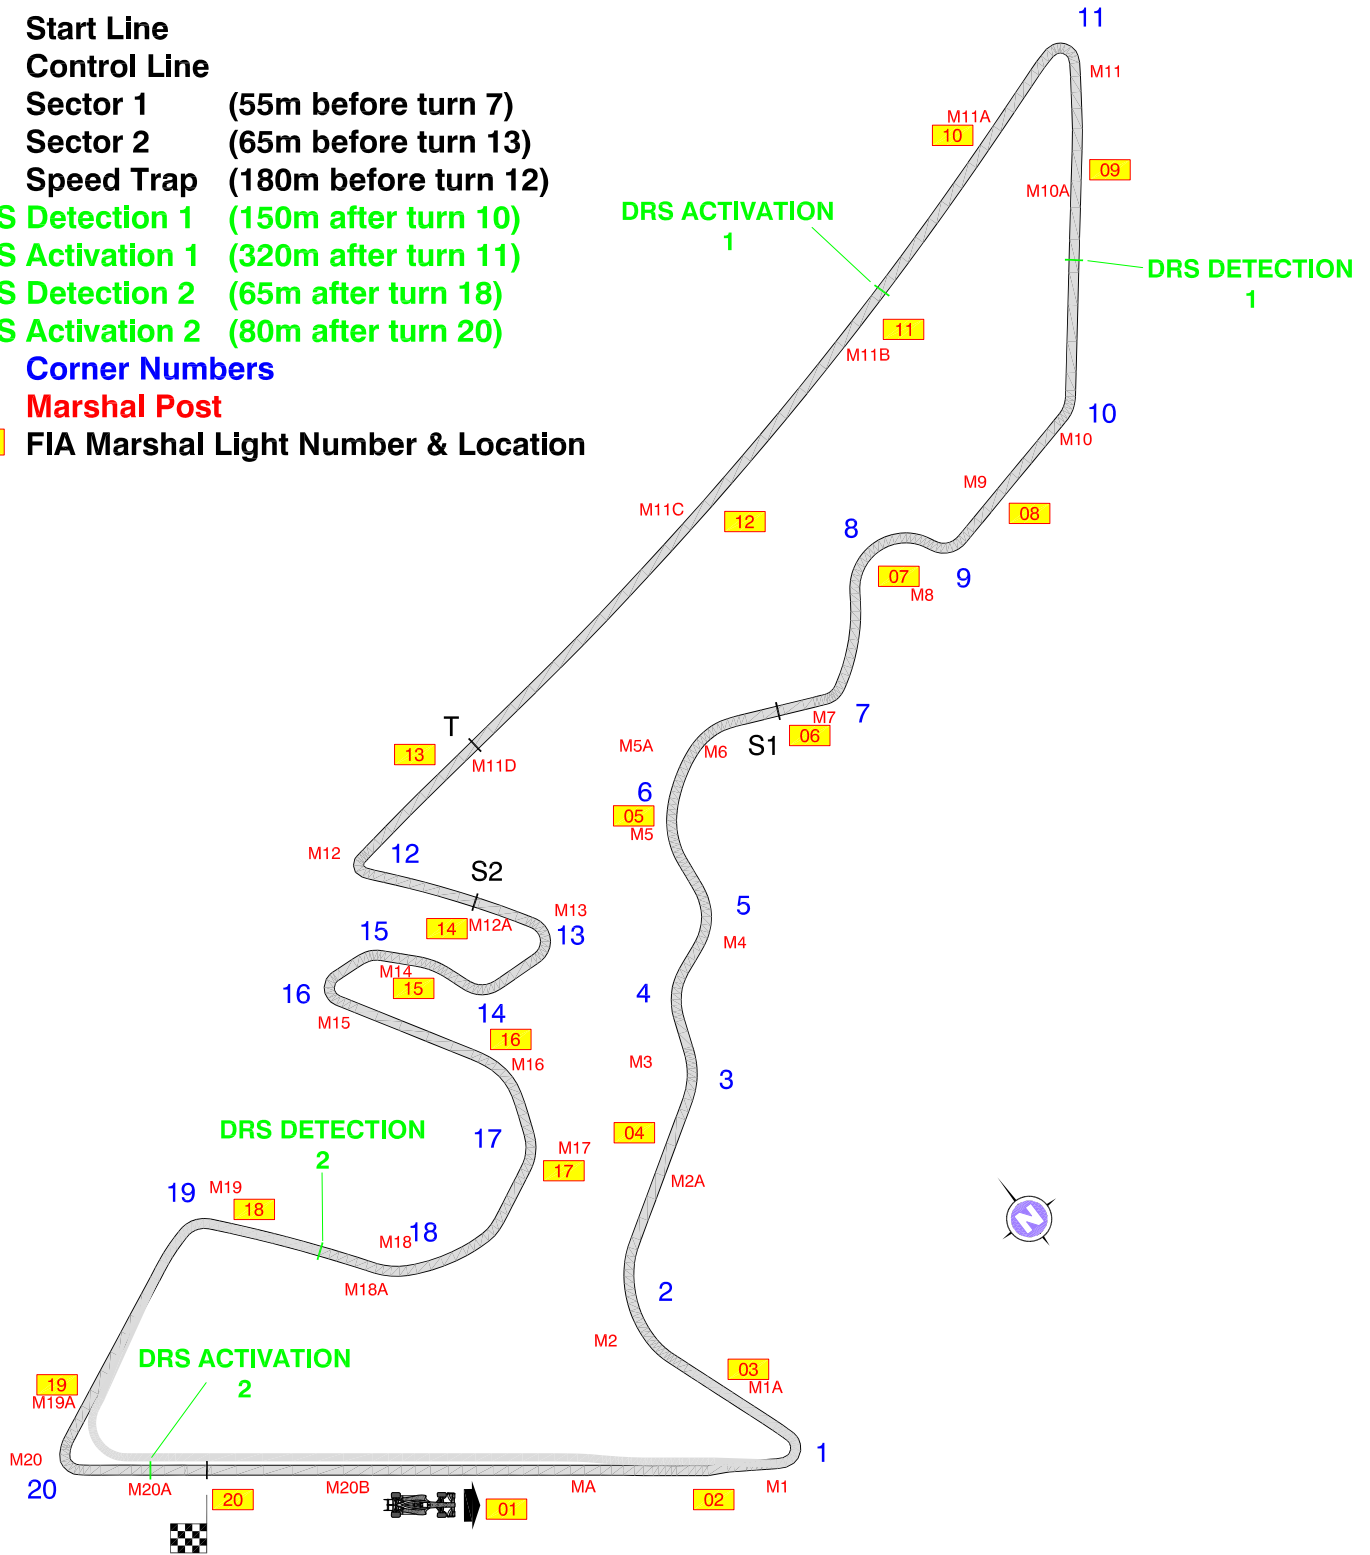 Start Line
Control Line
Sector 1 (55m before turn 7)
Sector 2 (65m before turn 13)
Speed Trap (180m before turn 12)
S Detection 1 (150m after turn 10)
S Activation 1 (320m after turn 11)
S Detection 2 (65m after turn 18)
S Activation 2 (80m after turn 20)
Corner Numbers
Marshal Post
FIA Marshal Light Number & Location
11
M11
M11A
10
09
M10A
DRS ACTIVATION
1
DRS DETECTION
1
11
M11B
10
M10
M9
08
M11C
12
8
07
M8
9
T
13
M11D
M7
7
06
S1
M6
M5A
6
05
M5
M12
12
S2
M13
13
M12A
14
5
M4
15
M14
15
16
M15
14
4
16
M16
M3
3
17
M17
17
04
M2A
DRS DETECTION
2
19
M19
18
M18
18
M18A
2
M2
N
DRS ACTIVATION
2
19
M19A
03
M1A
M20
20
M20A
20
M20B
01
MA
02
M1
1